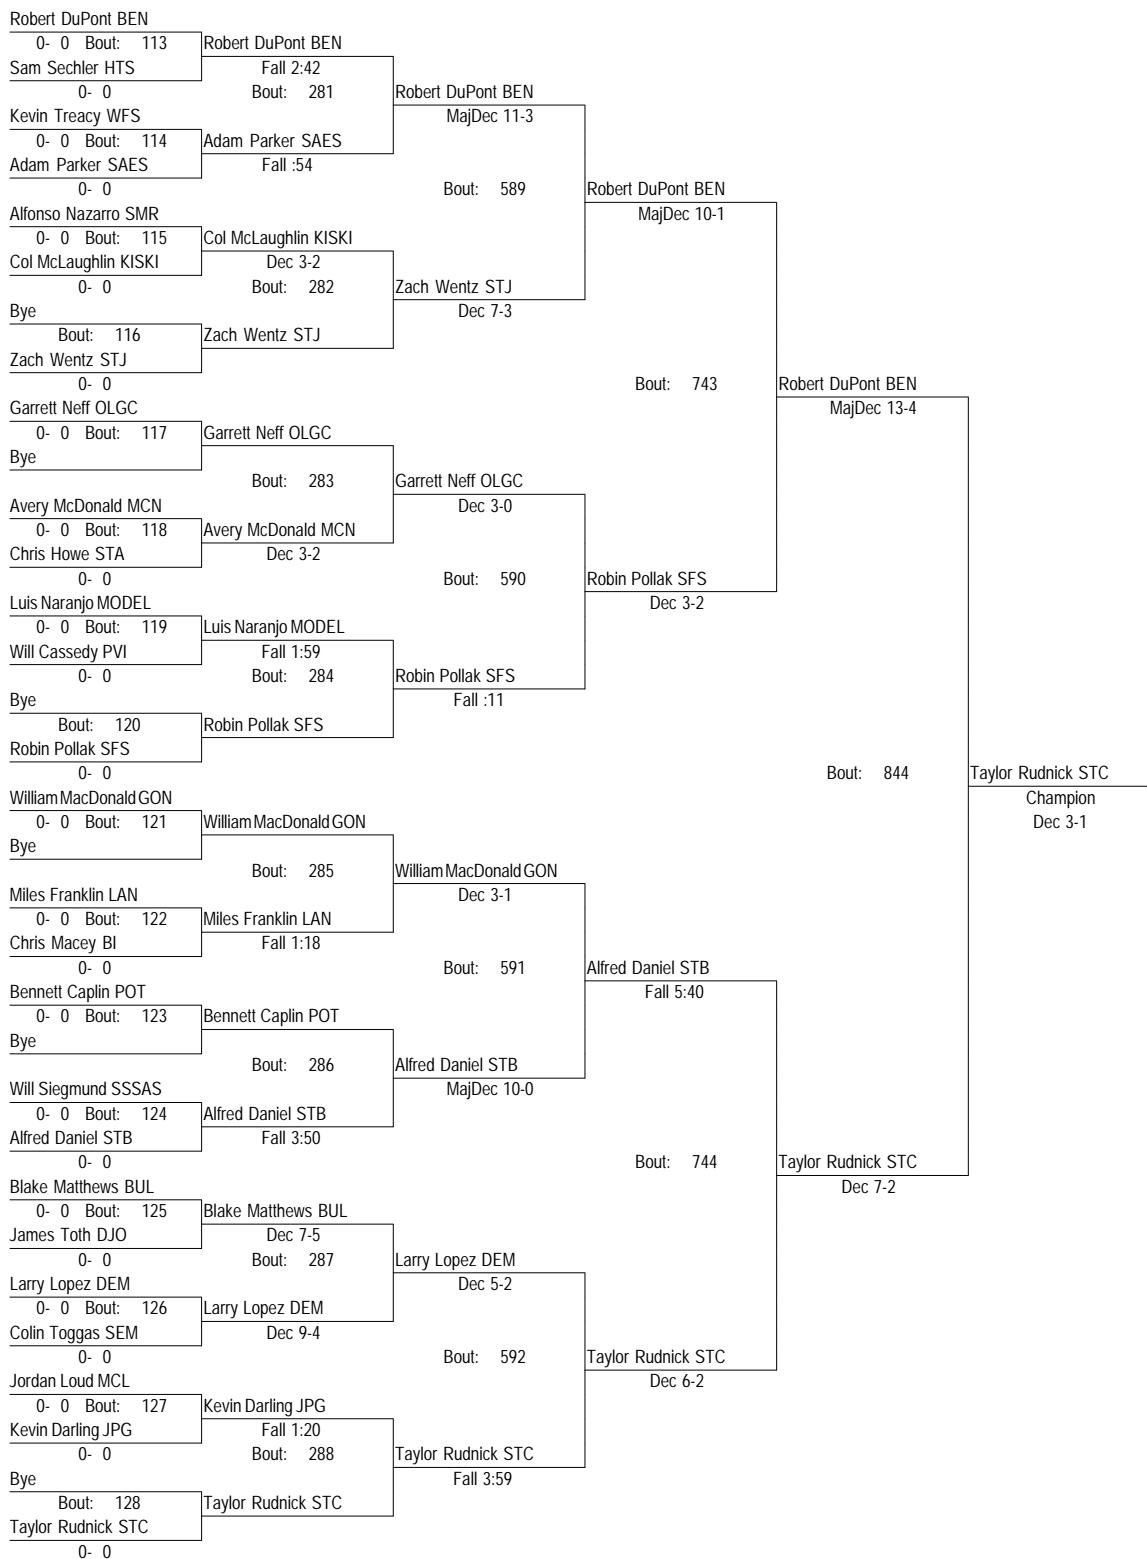 Robert DuPont BEN
0- 0 Bout: 113 Robert DuPont BEN
Sam Sechler HTS Fall 2:42
0- 0 Bout: 281 Robert DuPont BEN
Kevin Treacy WFS MajDec 11-3
0- 0 Bout: 114 Adam Parker SAES
Adam Parker SAES Fall :54
0- 0 Bout: 589 Robert DuPont BEN
Alfonso Nazarro SMR MajDec 10-1
0- 0 Bout: 115 Col McLaughlin KISKI
Col McLaughlin KISKI Dec 3-2
0- 0 Bout: 282 Zach Wentz STJ
Bye Dec 7-3
Bout: 116 Zach Wentz STJ
Zach Wentz STJ
0- 0 Bout: 743 Robert DuPont BEN
Garrett Neff OLGC MajDec 13-4
0- 0 Bout: 117 Garrett Neff OLGC
Bye
Bout: 283 Garrett Neff OLGC
Avery McDonald MCN Dec 3-0
0- 0 Bout: 118 Avery McDonald MCN
Chris Howe STA Dec 3-2
0- 0 Bout: 590 Robin Pollak SFS
Luis Naranjo MODEL Dec 3-2
0- 0 Bout: 119 Luis Naranjo MODEL
Will Cassedy PVI Fall 1:59
0- 0 Bout: 284 Robin Pollak SFS
Bye Fall :11
Bout: 120 Robin Pollak SFS
Robin Pollak SFS
0- 0 Bout: 844 Taylor Rudnick STC
William MacDonald GON Champion
0- 0 Bout: 121 William MacDonald GON Dec 3-1
Bye
Bout: 285 William MacDonald GON
Miles Franklin LAN Dec 3-1
0- 0 Bout: 122 Miles Franklin LAN
Chris Macey BI Fall 1:18
0- 0 Bout: 591 Alfred Daniel STB
Bennett Caplin POT Fall 5:40
0- 0 Bout: 123 Bennett Caplin POT
Bye
Bout: 286 Alfred Daniel STB
Will Siegmund SSSAS MajDec 10-0
0- 0 Bout: 124 Alfred Daniel STB
Alfred Daniel STB Fall 3:50
0- 0 Bout: 744 Taylor Rudnick STC
Blake Matthews BUL Dec 7-2
0- 0 Bout: 125 Blake Matthews BUL
James Toth DJO Dec 7-5
0- 0 Bout: 287 Larry Lopez DEM
Larry Lopez DEM Dec 5-2
0- 0 Bout: 126 Larry Lopez DEM
Colin Toggas SEM Dec 9-4
0- 0 Bout: 592 Taylor Rudnick STC
Jordan Loud MCL Dec 6-2
0- 0 Bout: 127 Kevin Darling JPG
Kevin Darling JPG Fall 1:20
0- 0 Bout: 288 Taylor Rudnick STC
Bye Fall 3:59
Bout: 128 Taylor Rudnick STC
Taylor Rudnick STC
0- 0